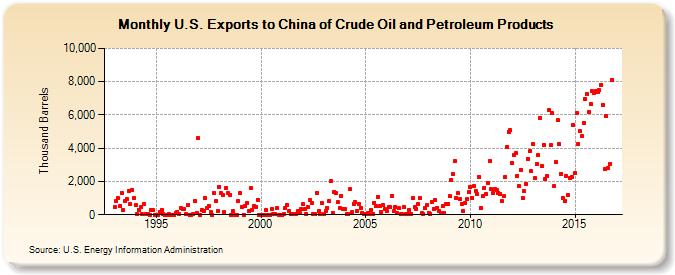 Monthly U.S. Exports to China of Crude Oil and Petroleum Products
Thousand Barrels
10,000
8,000
6,000
4,000
2,000
0
1995 2000 2005 2010 2015
Source: U.S. Energy Information Administration